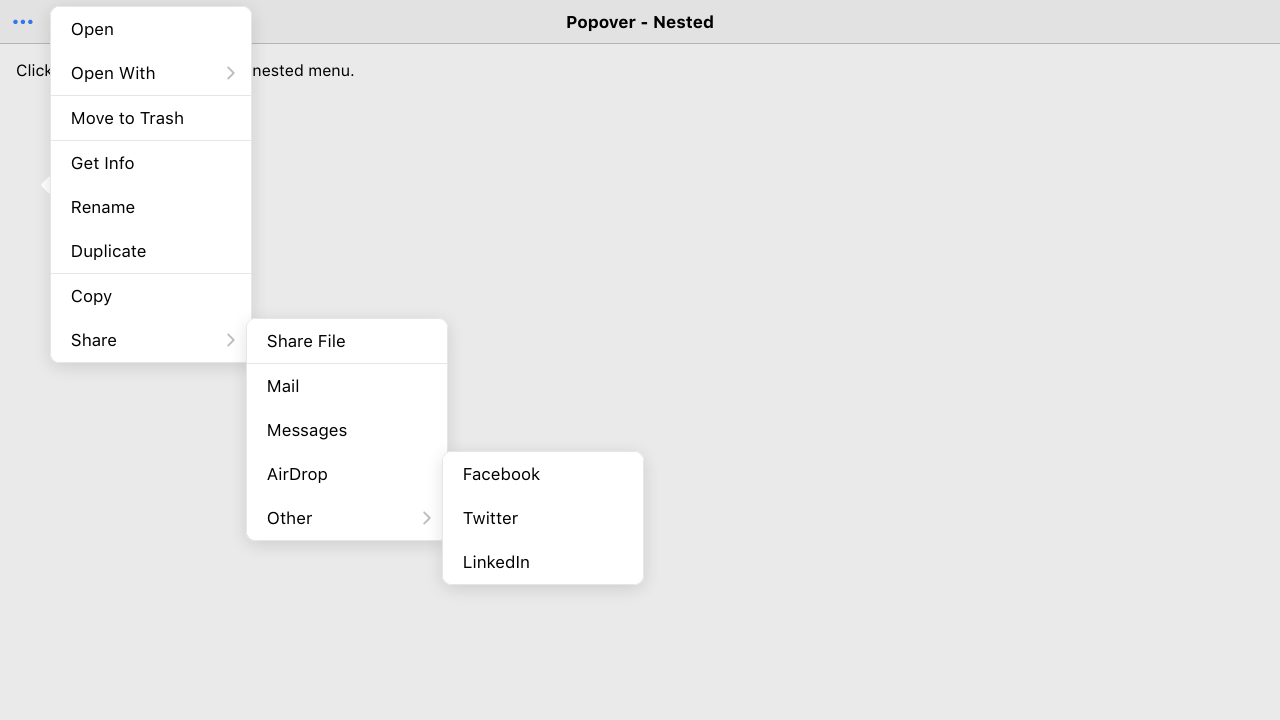 Popover - Nested
Click
nested menu.
Open
Open With
Move to Trash
Get Info
Rename
Duplicate
Copy
Share
Share File
Mail
Messages
AirDrop
Other
Facebook
Twitter
LinkedIn